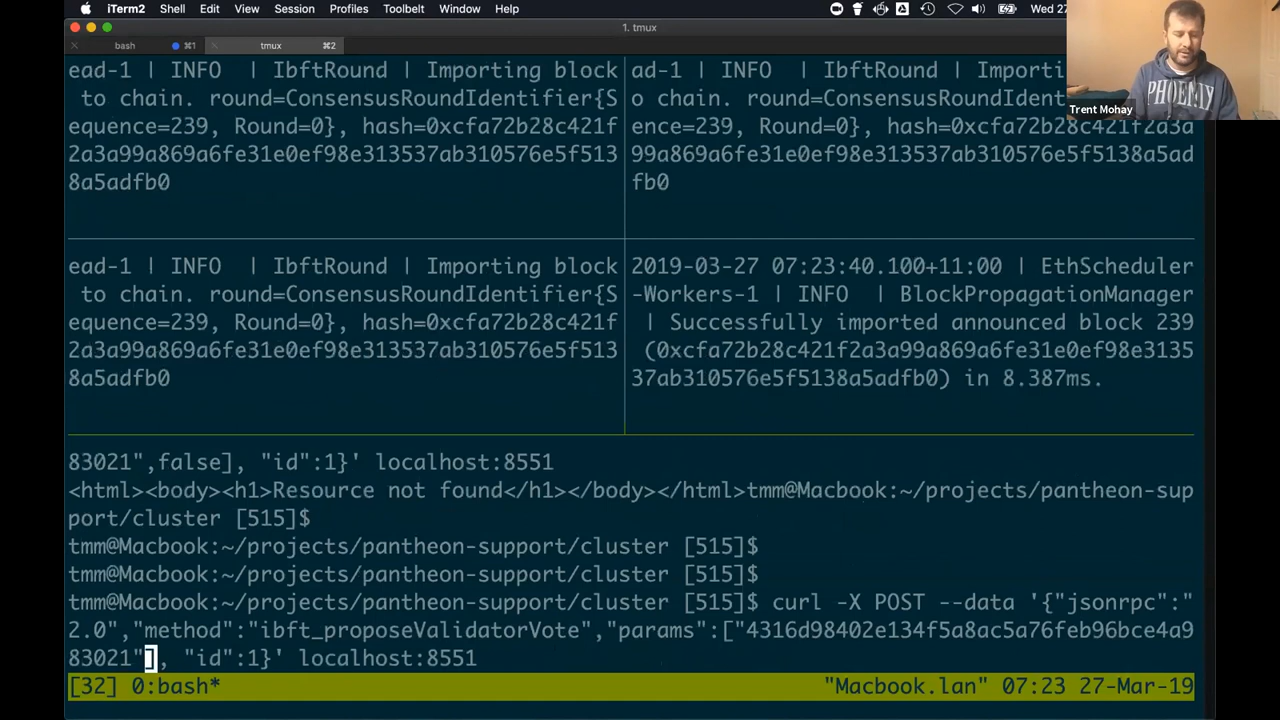 iTerm2 Shell Edit View Session Profiles Toolbelt Window Help
Wed 27
1. tmux
bash ⌘1 tmux ⌘2
Trent Mohay
PHOENIX
ead-1 | INFO  | IbftRound | Importing block
 to chain. round=ConsensusRoundIdentifier{S
equence=239, Round=0}, hash=0xcfa72b28c421f
2a3a99a869a6fe31e0ef98e313537ab310576e5f513
8a5adfb0
ad-1 | INFO  | IbftRound | Importi
o chain. round=ConsensusRoundIdent
ence=239, Round=0}, hash=0xcfa72b28c421f2a3a
99a869a6fe31e0ef98e313537ab310576e5f5138a5ad
fb0
ead-1 | INFO  | IbftRound | Importing block
 to chain. round=ConsensusRoundIdentifier{S
equence=239, Round=0}, hash=0xcfa72b28c421f
2a3a99a869a6fe31e0ef98e313537ab310576e5f513
8a5adfb0
2019-03-27 07:23:40.100+11:00 | EthScheduler
-Workers-1 | INFO  | BlockPropagationManager
 | Successfully imported announced block 239
 (0xcfa72b28c421f2a3a99a869a6fe31e0ef98e3135
37ab310576e5f5138a5adfb0) in 8.387ms.
83021",false], "id":1}' localhost:8551
<html><body><h1>Resource not found</h1></body></html>tmm@Macbook:~/projects/pantheon-sup
port/cluster [515]$
tmm@Macbook:~/projects/pantheon-support/cluster [515]$
tmm@Macbook:~/projects/pantheon-support/cluster [515]$
tmm@Macbook:~/projects/pantheon-support/cluster [515]$ curl -X POST --data '{"jsonrpc":"
2.0","method":"ibft_proposeValidatorVote","params":["4316d98402e134f5a8ac5a76feb96bce4a9
83021"], "id":1}' localhost:8551
[32] 0:bash* "Macbook.lan" 07:23 27-Mar-19